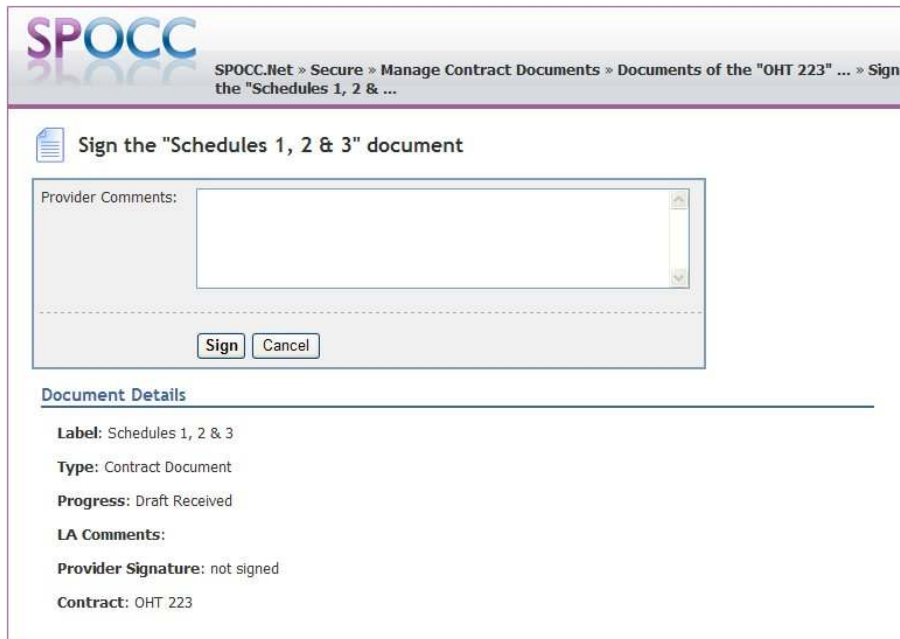 SPOCC
SPOCC.Net » Secure » Manage Contract Documents » Documents of the "OHT 223" ... » Sign
the "Schedules 1, 2 & ...
Sign the "Schedules 1, 2 & 3" document
Provider Comments:
Sign Cancel
Document Details
Label: Schedules 1, 2 & 3
Type: Contract Document
Progress: Draft Received
LA Comments:
Provider Signature: not signed
Contract: OHT 223